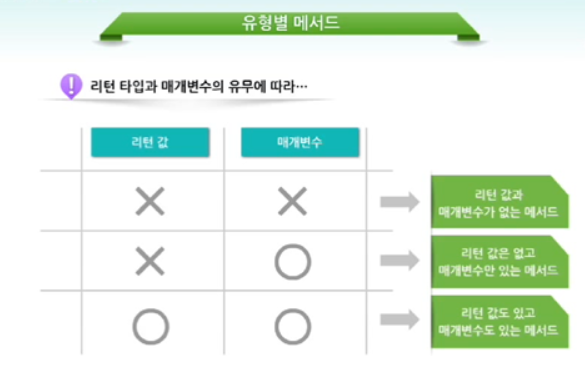 유형별 메서드
리턴 타입과 매개변수의 유무에 따라…
리턴 값
매개변수
리턴 값과
매개변수가 없는 메서드
리턴 값은 없고
매개변수만 있는 메서드
리턴 값도 있고
매개변수도 있는 메서드